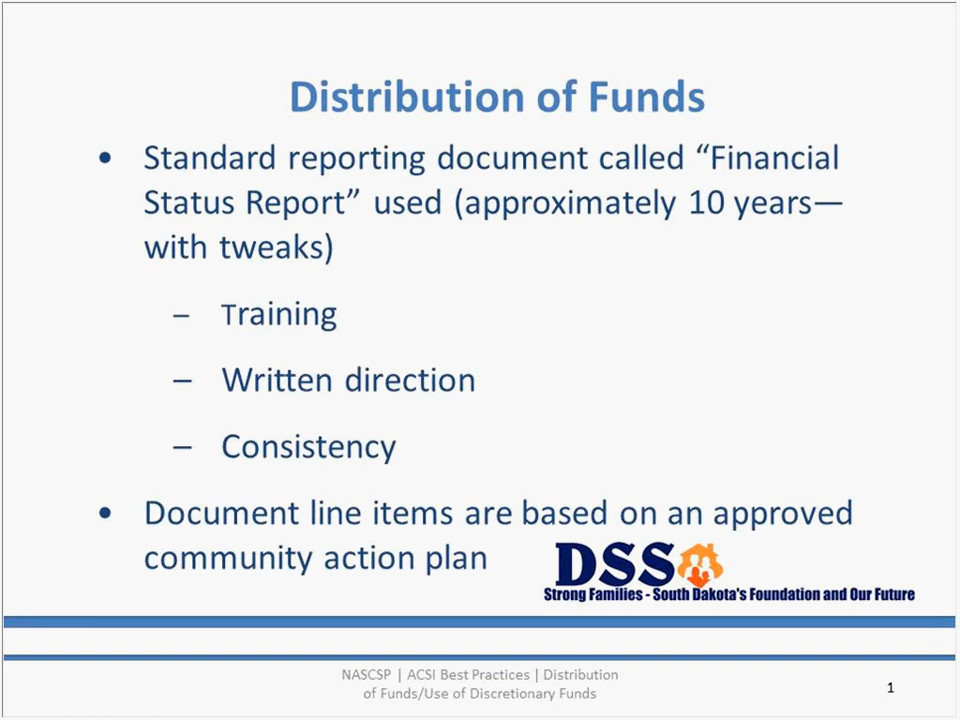 Distribution of Funds
• Standard reporting document called “Financial
Status Report” used (approximately 10 years—
with tweaks)
– Training
– Written direction
– Consistency
• Document line items are based on an approved
community action plan
DSS
Strong Families - South Dakota's Foundation and Our Future
NASCSP | ACSI Best Practices | Distribution
of Funds/Use of Discretionary Funds
1